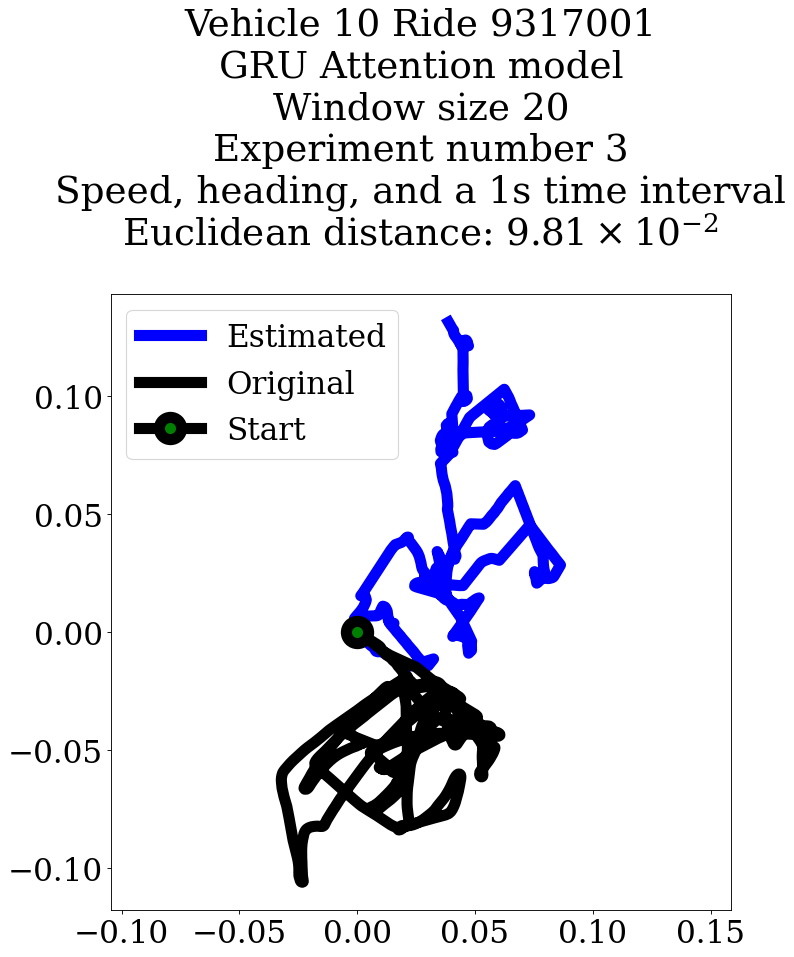 Vehicle 10 Ride 9317001
GRU Attention model
Window size 20
Experiment number 3
Speed, heading, and a 1s time interval
Euclidean distance: 9.81 × 10⁻²
Estimated
Original
Start
0.10
0.05
0.00
−0.05
−0.10
−0.10 −0.05 0.00 0.05 0.10 0.15